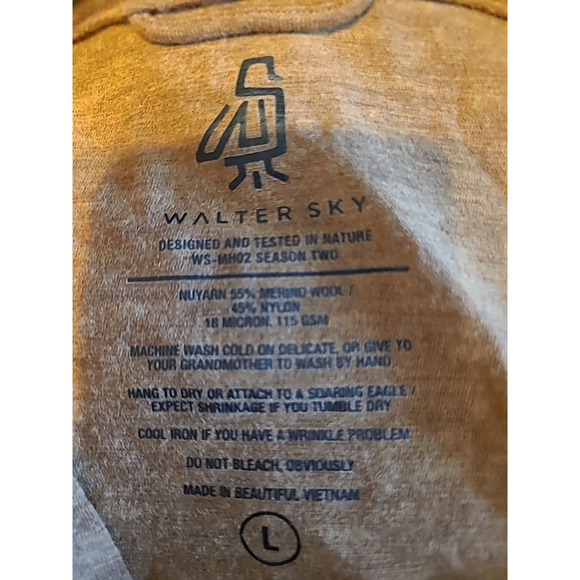 WALTER SKY
DESIGNED AND TESTED IN NATURE
WS-MH02 SEASON TWO
NUYARN 55% MERINO WOOL /
45% NYLON
18 MICRON, 115 GSM
MACHINE WASH COLD ON DELICATE, OR GIVE TO
YOUR GRANDMOTHER TO WASH BY HAND
HANG TO DRY OR ATTACH TO A SOARING EAGLE /
EXPECT SHRINKAGE IF YOU TUMBLE DRY
COOL IRON IF YOU HAVE A WRINKLE PROBLEM
DO NOT BLEACH, OBVIOUSLY
MADE IN BEAUTIFUL VIETNAM
L